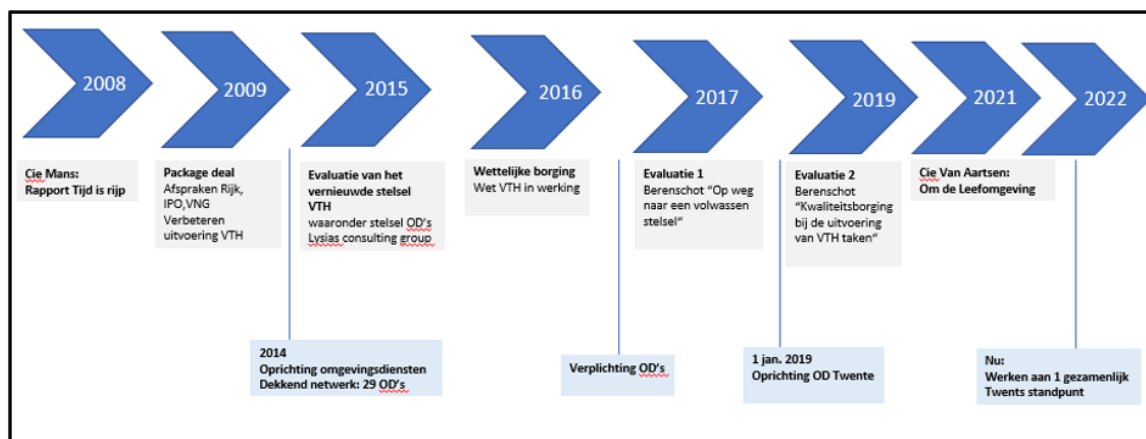 2008
2009
2015
2016
2017
2019
2021
2022
Cie Mans:
Rapport Tijd is rijp
Package deal
Afspraken Rijk,
IPO,VNG
Verbeteren
uitvoering VTH
Evaluatie van het
vernieuwde stelsel
VTH
waaronder stelsel OD's
Lysias consulting group
Wettelijke borging
Wet VTH in werking
Evaluatie 1
Berenschot "Op weg
naar een volwassen
stelsel"
Evaluatie 2
Berenschot
"Kwaliteitsborging
bij de uitvoering
van VTH taken"
Cie Van Aartsen:
Om de Leefomgeving
2014
Oprichting omgevingsdiensten
Dekkend netwerk: 29 OD's
Verplichting OD's
1 jan. 2019
Oprichting OD Twente
Nu:
Werken aan 1 gezamenlijk
Twents standpunt